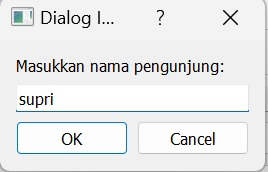 Dialog I... ?
Masukkan nama pengunjung:
supri
OK Cancel